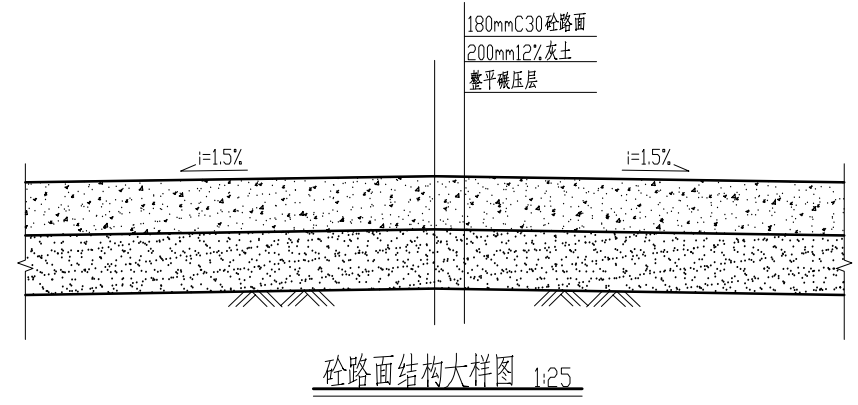 180mmC30砼路面
200mm12%灰土
整平碾压层
i=1.5%
i=1.5%
砼路面结构大样图 1:25